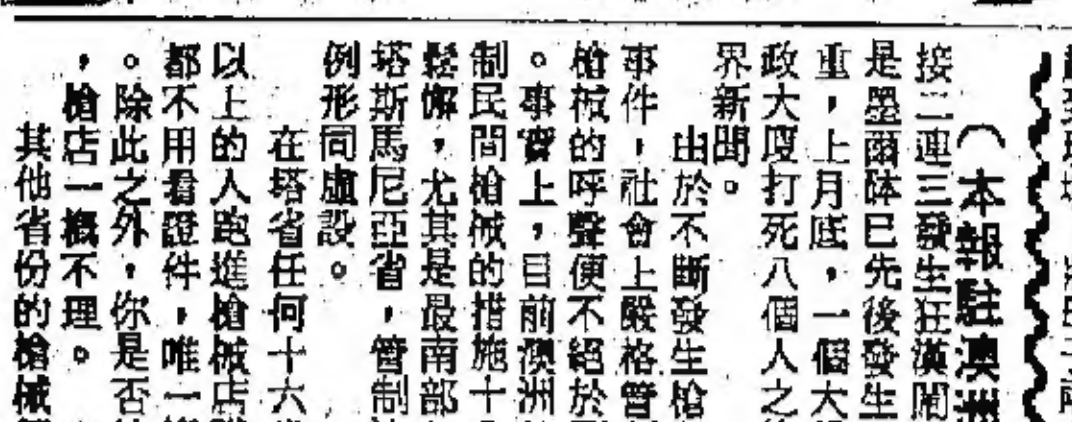 （本報駐澳洲
接二連三發生狂漢鬧
是墨爾砵已先後發生
重，上月底，一個大
政大廈打死八個人之
界新聞。
由於不斷發生槍
事件，社會上嚴格管
槍械的呼聲便不絕於
。事實上，目前澳洲
制民間槍械的措施十
鬆懈，尤其是最南部
塔斯馬尼亞省，管制
例形同虛設。
在塔省任何十六
以上的人跑進槍械店
都不用看證件，唯一
。除此之外，你是否
，槍店一概不理。
其他省份的槍械